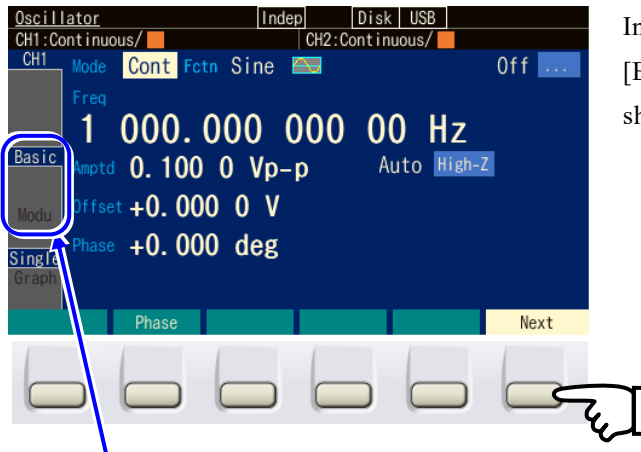 Oscillator Indep Disk USB
CH1:Continuous/ CH2:Continuous/
CH1 Mode Cont Fctn Sine Off ...
Freq
1 000.000 000 00 Hz
Basic Amptd 0.100 0 Vp-p Auto High-Z
Modu Offset +0.000 0 V
Phase +0.000 deg
Single
Graph
Phase Next